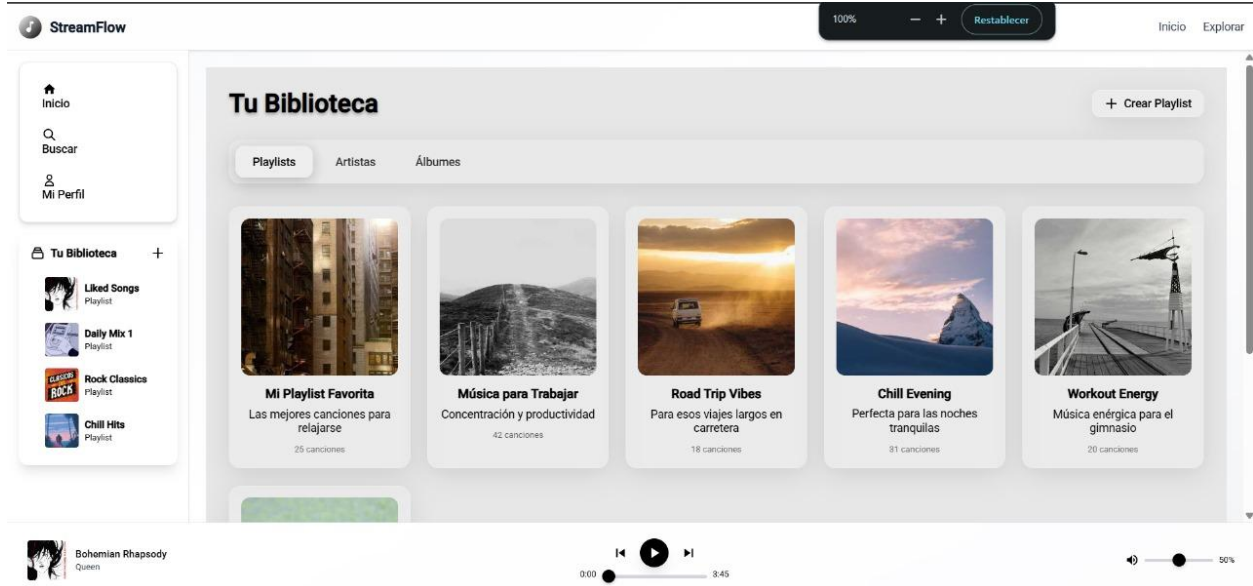 StreamFlow
100%
Restablecer
Inicio
Explorar
Inicio
Buscar
Mi Perfil
Tu Biblioteca
Liked Songs
Playlist
Daily Mix 1
Playlist
CLASICOS
DEL
ROCK
Rock Classics
Playlist
Chill Hits
Playlist
Tu Biblioteca
+ Crear Playlist
Playlists
Artistas
Álbumes
Mi Playlist Favorita
Las mejores canciones para
relajarse
25 canciones
Música para Trabajar
Concentración y productividad
42 canciones
Road Trip Vibes
Para esos viajes largos en
carretera
18 canciones
Chill Evening
Perfecta para las noches
tranquilas
31 canciones
Workout Energy
Música enérgica para el
gimnasio
20 canciones
Bohemian Rhapsody
Queen
0:00
3:45
50%